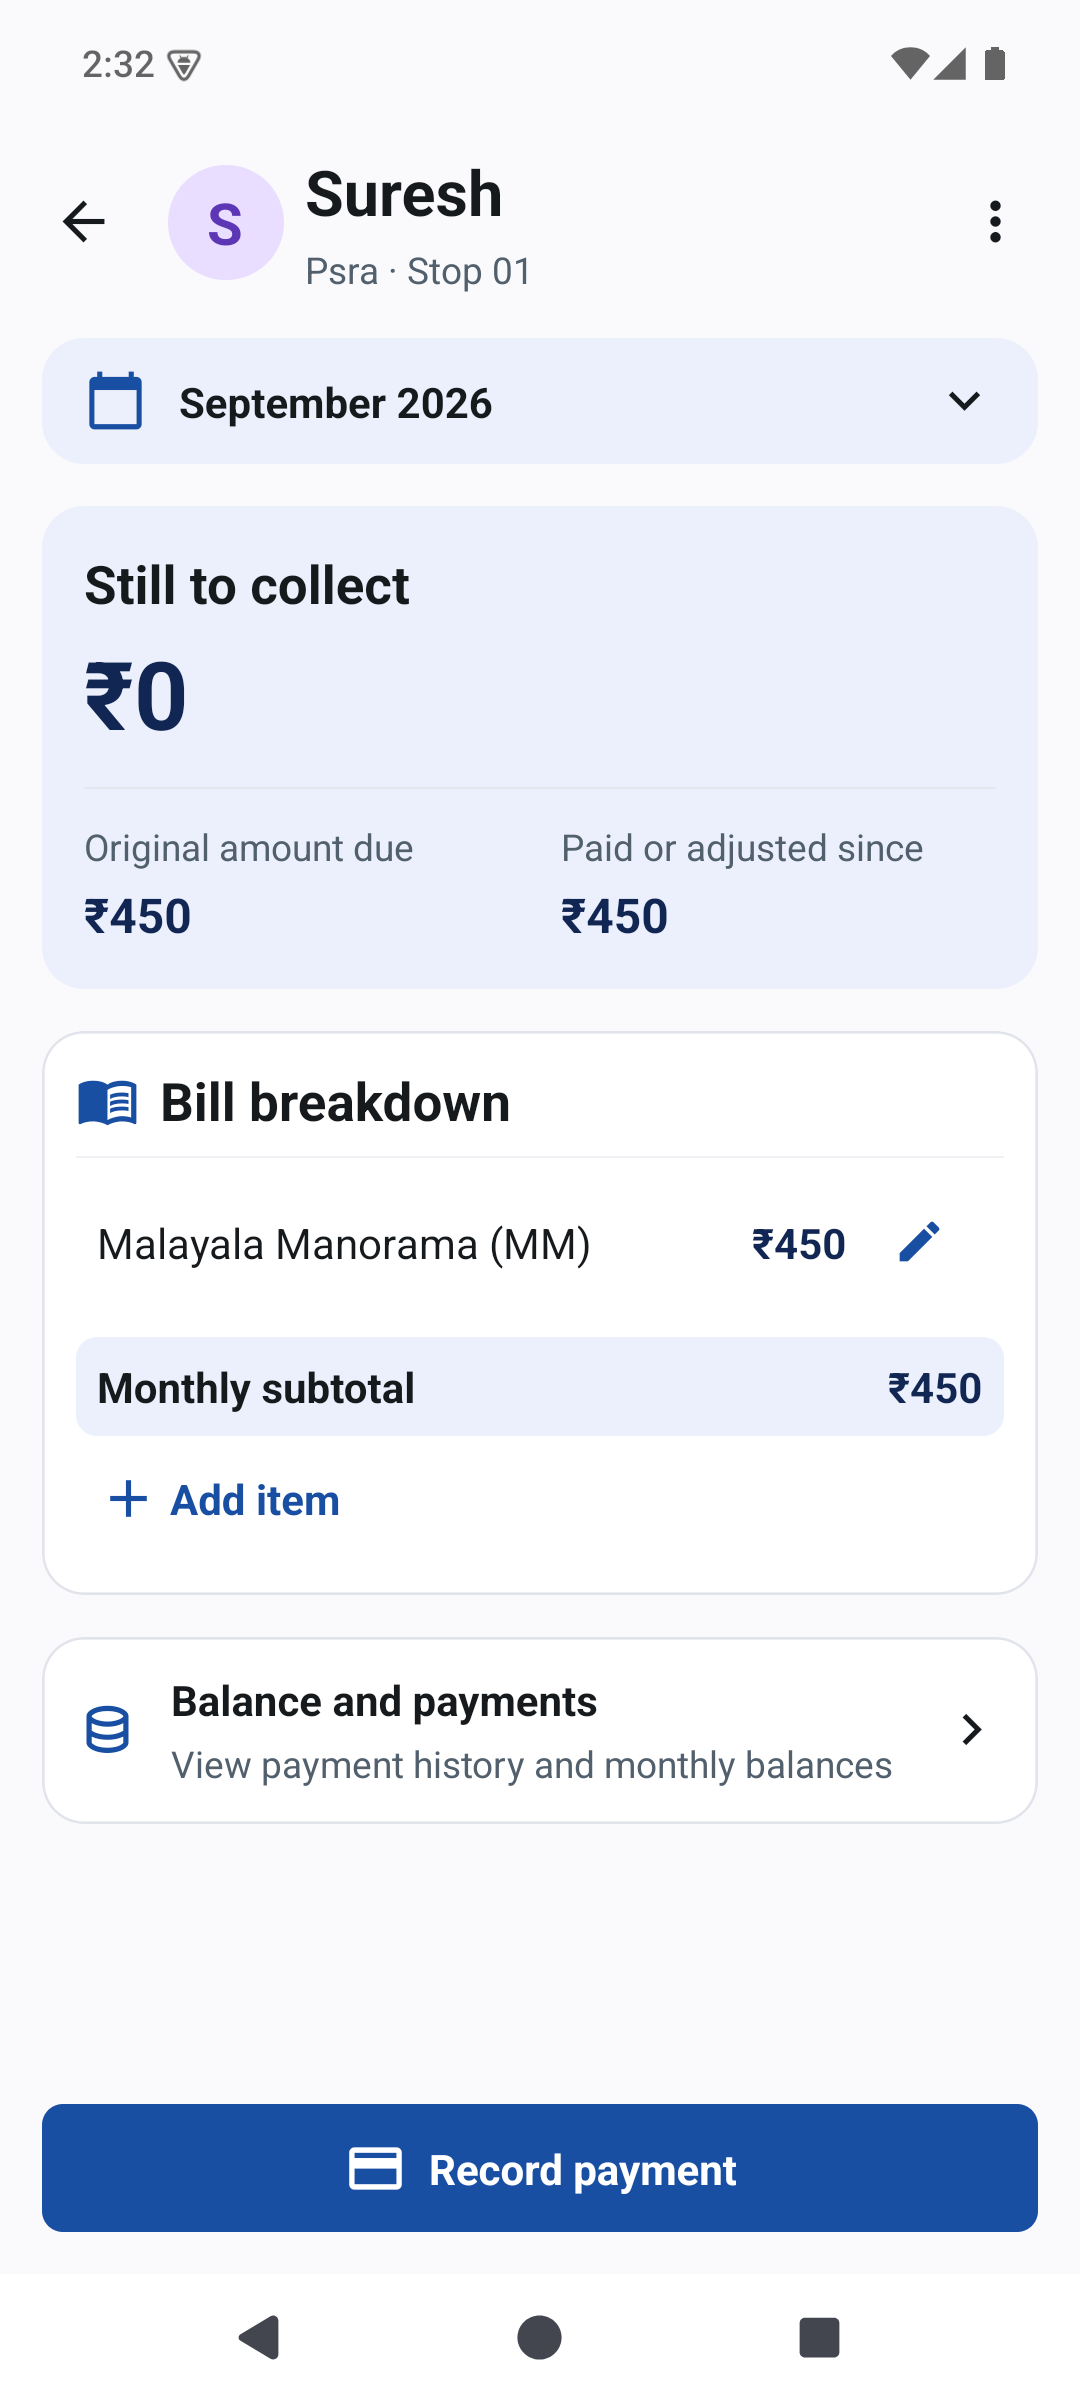 2:32
S
Suresh
Psra · Stop 01
September 2026
Still to collect
₹0
Original amount due
Paid or adjusted since
₹450
₹450
Bill breakdown
Malayala Manorama (MM) ₹450
Monthly subtotal ₹450
Add item
Balance and payments
View payment history and monthly balances
Record payment